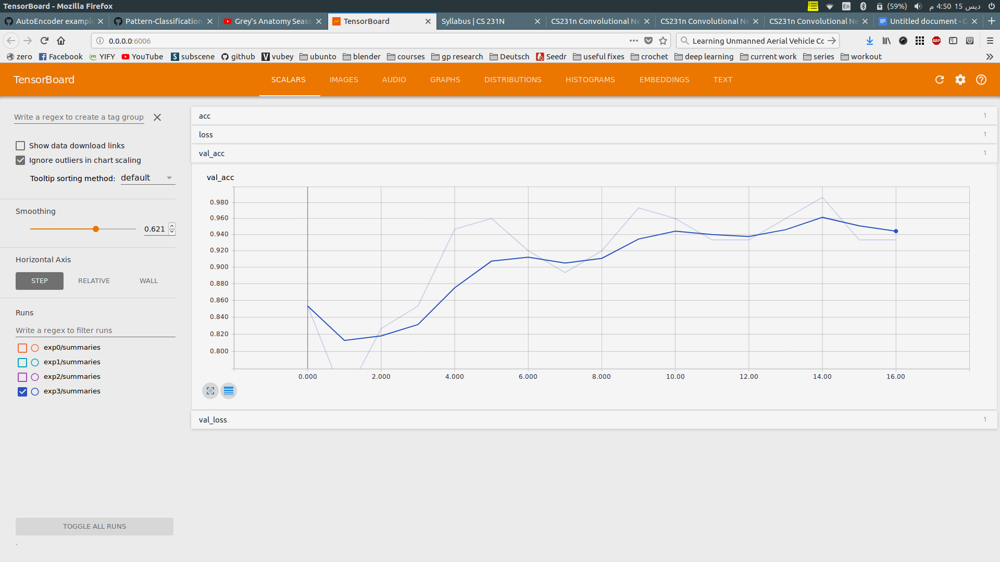 TensorBoard - Mozilla Firefox
En (59%) م 4:50 15 ديس
AutoEncoder example Pattern-Classification Grey's Anatomy Seaso TensorBoard Syllabus | CS 231N CS231n Convolutional Ne CS231n Convolutional Ne CS231n Convolutional Ne Untitled document - G
0.0.0.0:6006 Learning Unmanned Aerial Vehicle Co ABP
zero Facebook YIFY YouTube subscene github vubey ubunto blender courses gp research Deutsch Seedr useful fixes crochet deep learning current work series workout
TensorBoard SCALARS IMAGES AUDIO GRAPHS DISTRIBUTIONS HISTOGRAMS EMBEDDINGS TEXT
Write a regex to create a tag group
Show data download links
Ignore outliers in chart scaling
Tooltip sorting method: default
Smoothing
0.621
Horizontal Axis
STEP RELATIVE WALL
Runs
Write a regex to filter runs
exp0/summaries
exp1/summaries
exp2/summaries
exp3/summaries
TOGGLE ALL RUNS
.
acc 1
loss 1
val_acc 1
val_acc
0.980
0.960
0.940
0.920
0.900
0.880
0.860
0.840
0.820
0.800
0.000 2.000 4.000 6.000 8.000 10.00 12.00 14.00 16.00
val_loss 1